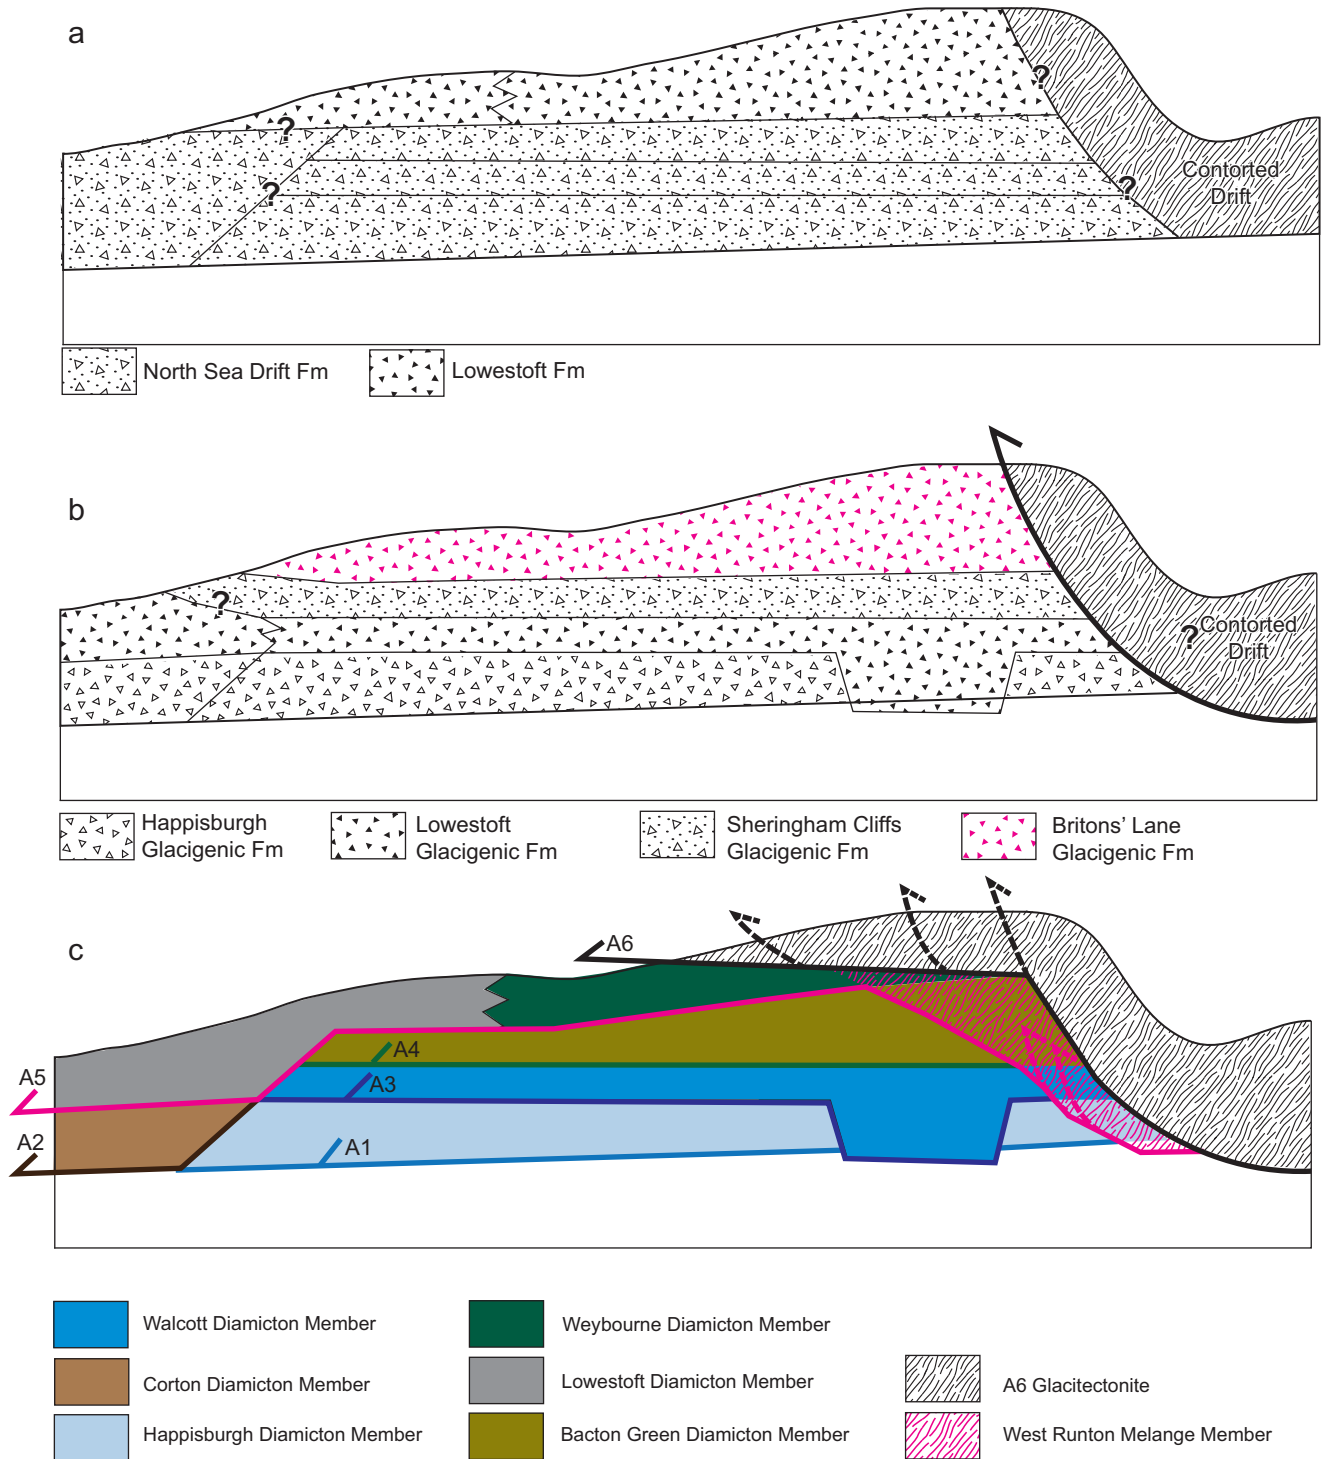 a
?
?
?
?
Contorted
Drift
North Sea Drift Fm
Lowestoft Fm
b
?
?
Contorted
Drift
Happisburgh
Glacigenic Fm
Lowestoft
Glacigenic Fm
Sheringham Cliffs
Glacigenic Fm
Britons' Lane
Glacigenic Fm
c
A6
A4
A5
A3
A2
A1
Walcott Diamicton Member
Weybourne Diamicton Member
Corton Diamicton Member
Lowestoft Diamicton Member
A6 Glacitectonite
Happisburgh Diamicton Member
Bacton Green Diamicton Member
West Runton Melange Member